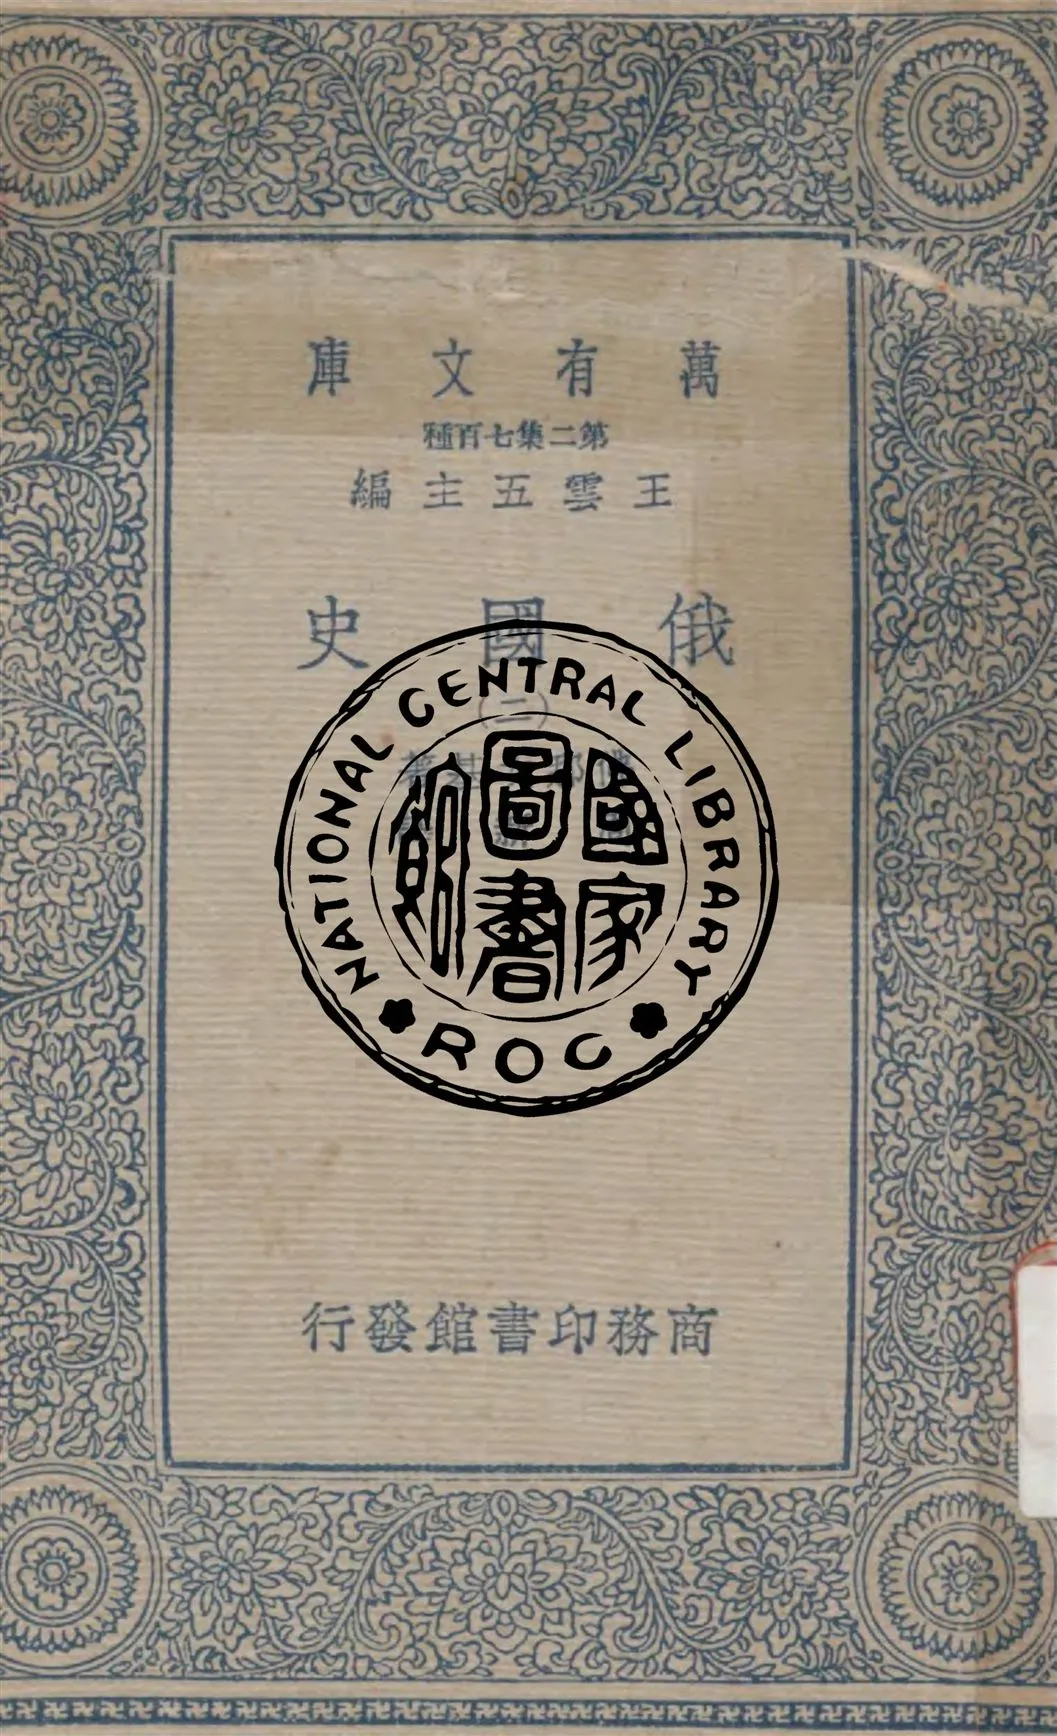 萬有文庫
第二集七百種
王雲五主編
俄國史
(二)
商務印書館發行
NATIONAL CENTRAL LIBRARY
ROC
國家圖書館